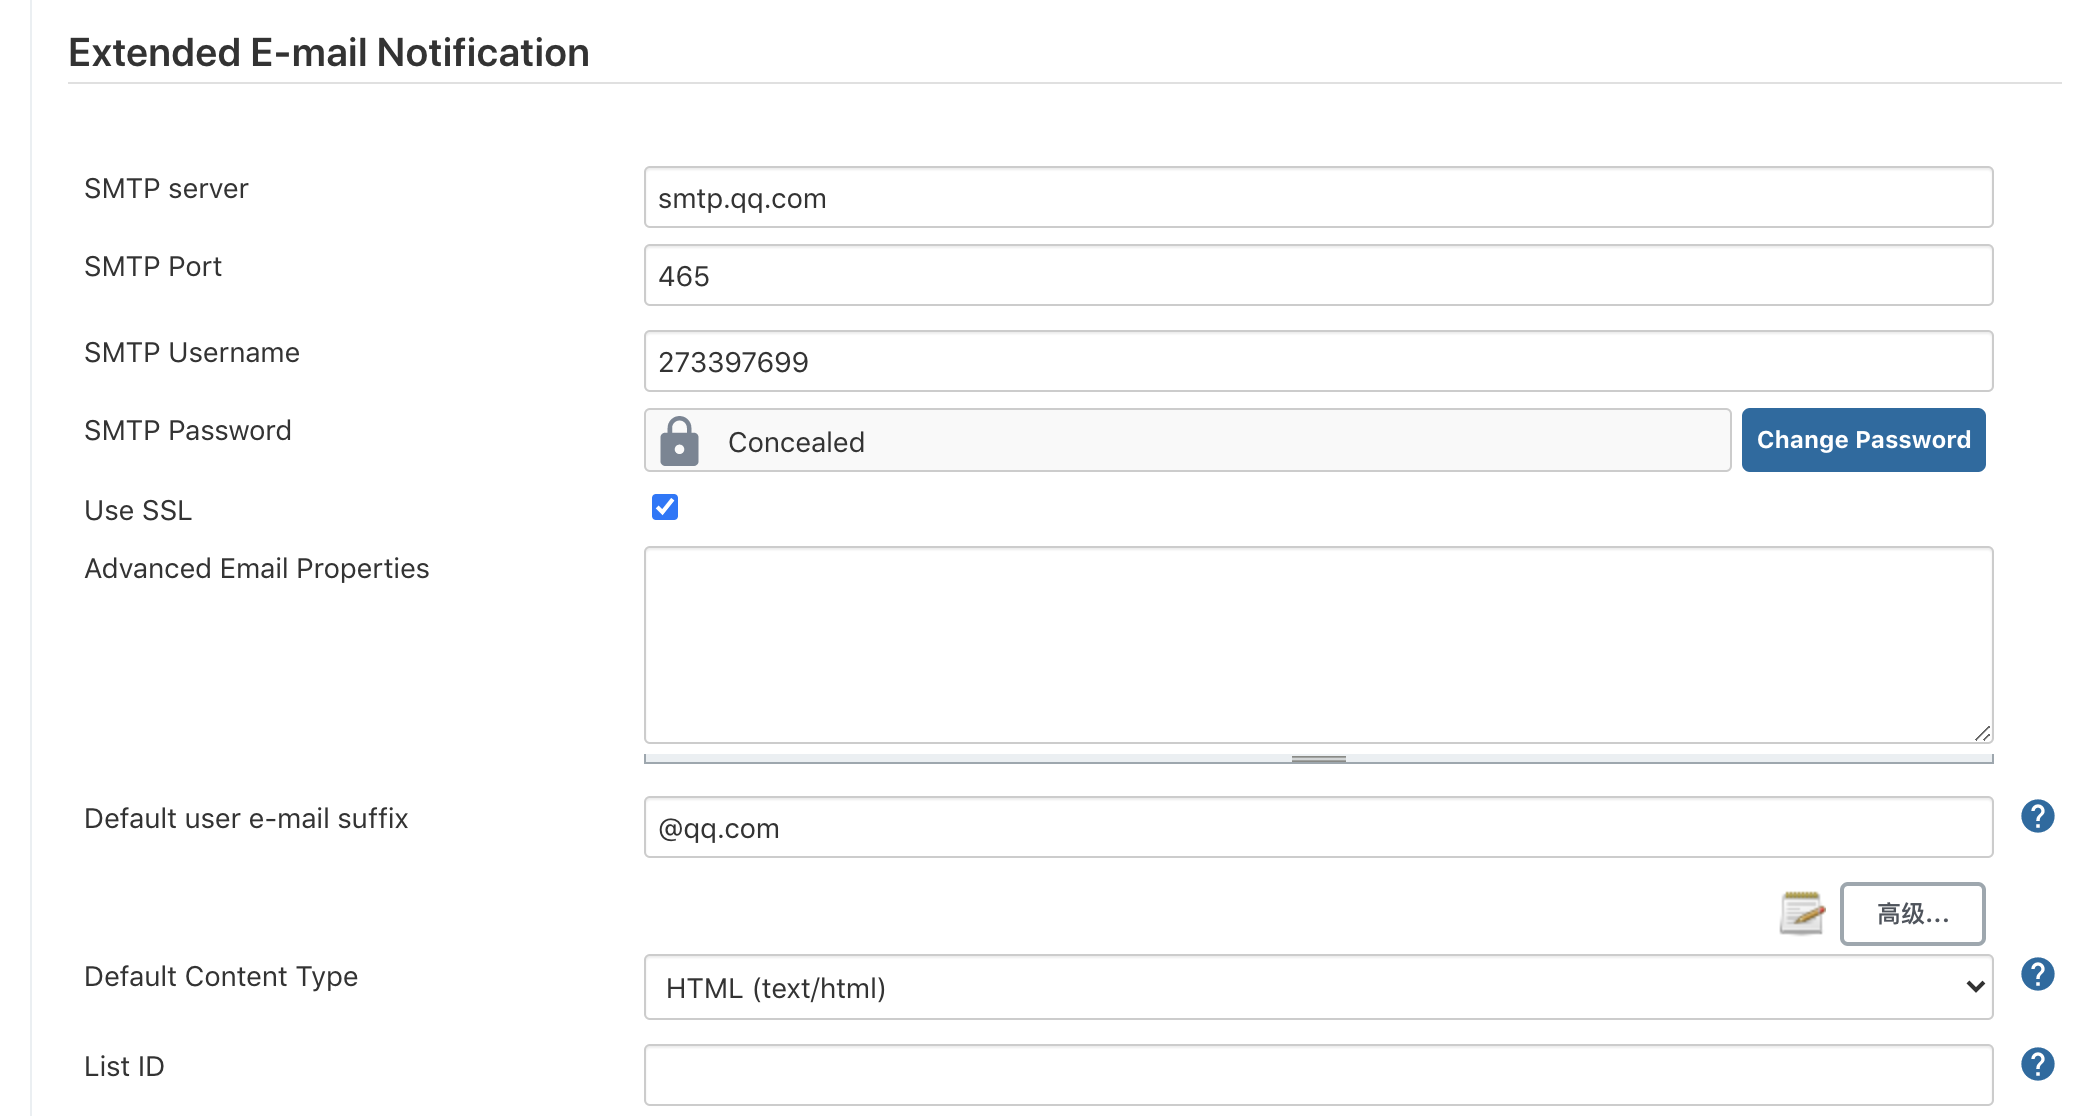 Extended E-mail Notification
SMTP server
smtp.qq.com
SMTP Port
465
SMTP Username
273397699
SMTP Password
Concealed
Change Password
Use SSL
Advanced Email Properties
Default user e-mail suffix
@qq.com
?
高级...
Default Content Type
HTML (text/html)
?
List ID
?